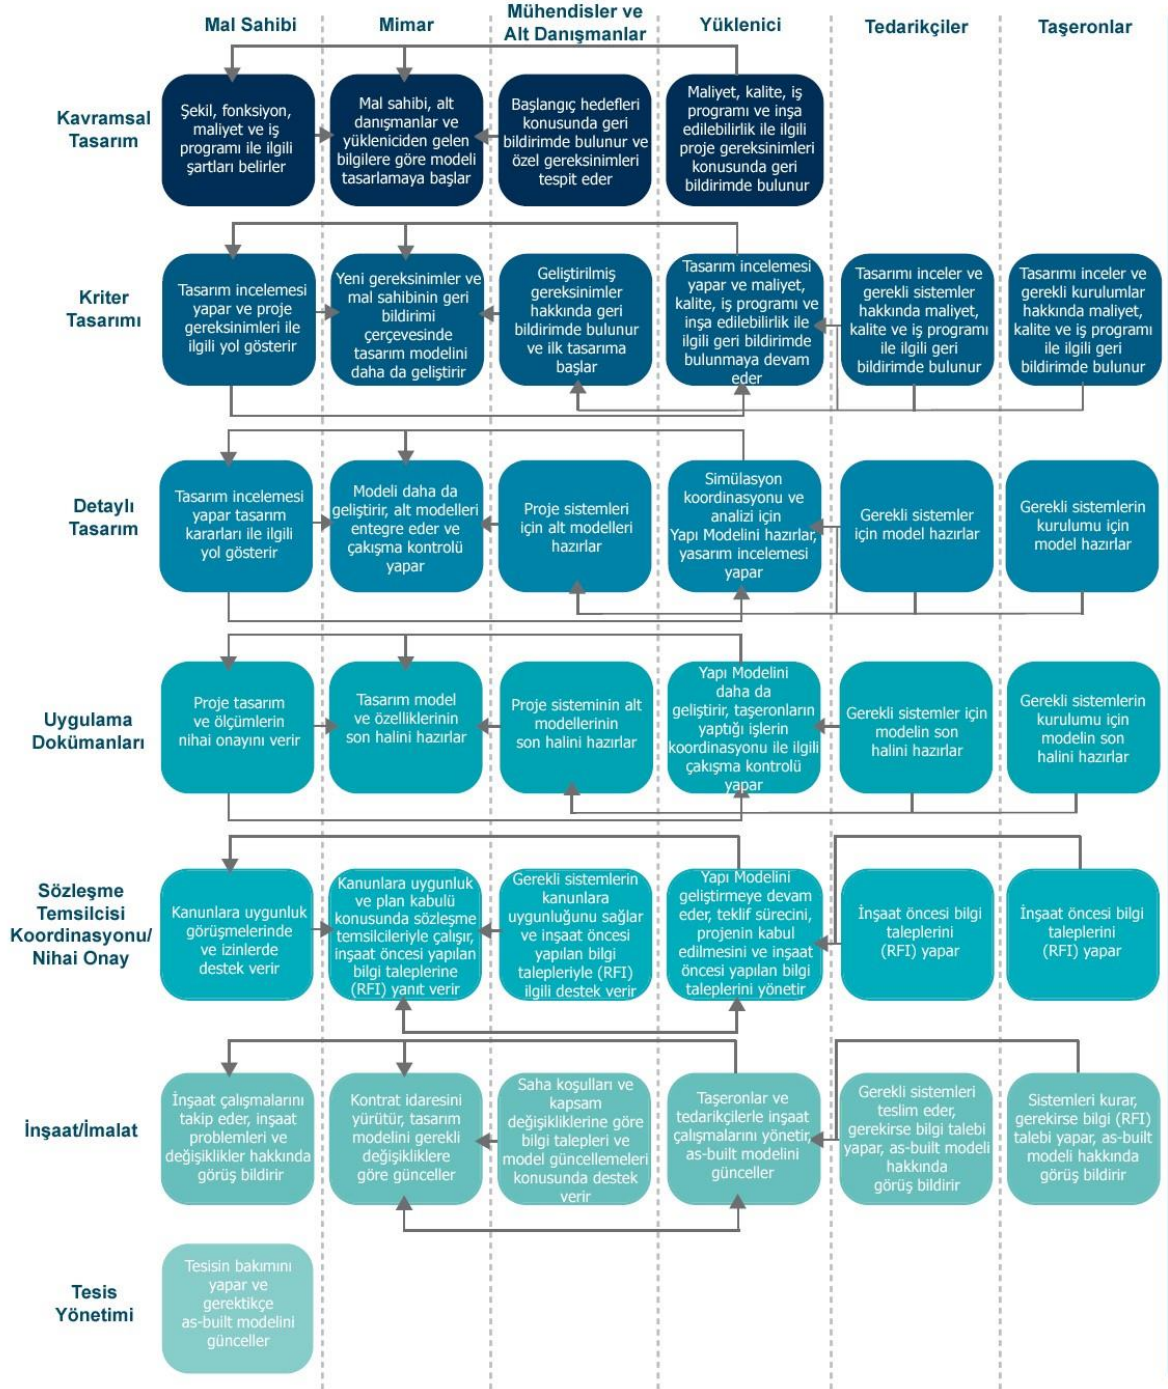 Mal Sahibi
Mimar
Mühendisler ve
Alt Danışmanlar
Yüklenici
Tedarikçiler
Taşeronlar
Kavramsal
Tasarım
Şekil, fonksiyon,
maliyet ve iş
programı ile ilgili
şartları belirler
Mal sahibi, alt
danışmanlar ve
yükleniciden gelen
bilgilere göre modeli
tasarlamaya başlar
Başlangıç hedefleri
konusunda geri
bildirimde bulunur ve
özel gereksinimleri
tespit eder
Maliyet, kalite, iş
programı ve inşa
edilebilirlik ile ilgili
proje gereksinimleri
konusunda geri
bildirimde bulunur
Kriter
Tasarımı
Tasarım incelemesi
yapar ve proje
gereksinimleri ile
ilgili yol gösterir
Yeni gereksinimler ve
mal sahibinin geri
bildirimi
çerçevesinde
tasarım modelini
daha da geliştirir
Geliştirilmiş
gereksinimler
hakkında geri
bildirimde bulunur
ve ilk tasarıma
başlar
Tasarım incelemesi
yapar ve maliyet,
kalite, iş programı ve
inşa edilebilirlik ile
ilgili geri bildirimde
bulunmaya devam
eder
Tasarımı inceler ve
gerekli sistemler
hakkında maliyet,
kalite ve iş programı
ile ilgili geri
bildirimde bulunur
Tasarımı inceler ve
gerekli kurulumlar
hakkında maliyet,
kalite ve iş programı
ile ilgili geri
bildirimde bulunur
Detaylı
Tasarım
Tasarım incelemesi
yapar tasarım
kararları ile ilgili
yol gösterir
Modeli daha da
geliştirir, alt modelleri
entegre eder ve
çakışma kontrolü
yapar
Proje sistemleri
için alt modelleri
hazırlar
Simülasyon
koordinasyonu ve
analizi için
Yapı Modelini hazırlar,
yasarım incelemesi
yapar
Gerekli sistemler
için model hazırlar
Gerekli sistemlerin
kurulumu için
model hazırlar
Uygulama
Dokümanları
Proje tasarım
ve ölçümlerin
nihai onayını verir
Tasarım model
ve özelliklerinin
son halini hazırlar
Proje sisteminin alt
modellerinin
son halini hazırlar
Yapı Modelini
daha da
geliştirir, taşeronların
yaptığı işlerin
koordinasyonu ile ilgili
çakışma kontrolü
yapar
Gerekli sistemler için
modelin son
halini hazırlar
Gerekli sistemlerin
kurulumu için
modelin son
halini hazırlar
Sözleşme
Temsilcisi
Koordinasyonu/
Nihai Onay
Kanunlara uygunluk
görüşmelerinde
ve izinlerde
destek verir
Kanunlara uygunluk
ve plan kabulü
konusunda sözleşme
temsilcileriyle çalışır,
inşaat öncesi yapılan
bilgi taleplerine
(RFI) yanıt verir
Gerekli sistemlerin
kanunlara
uygunluğunu sağlar
ve inşaat öncesi
yapılan bilgi
talepleriyle (RFI)
ilgili destek verir
Yapı Modelini
geliştirmeye devam
eder, teklif sürecini,
projenin kabul
edilmesini ve inşaat
öncesi yapılan bilgi
taleplerini yönetir
İnşaat öncesi bilgi
taleplerini
(RFI) yapar
İnşaat öncesi bilgi
taleplerini
(RFI) yapar
İnşaat/İmalat
İnşaat çalışmalarını
takip eder, inşaat
problemleri ve
değişiklikler hakkında
görüş bildirir
Kontrat idaresini
yürütür, tasarım
modelini gerekli
değişikliklere
göre günceller
Saha koşulları ve
kapsam
değişikliklerine göre
bilgi talepleri ve
model güncellemeleri
konusunda destek
verir
Taşeronlar ve
tedarikçilerle inşaat
çalışmalarını yönetir,
as-built modelini
günceller
Gerekli sistemleri
teslim eder,
gerekirse bilgi talebi
yapar, as-built modeli
hakkında
görüş bildirir
Sistemleri kurar,
gerekirse bilgi (RFI)
talebi yapar, as-built
modeli hakkında
görüş bildirir
Tesis
Yönetimi
Tesisin bakımını
yapar ve
gerektikçe
as-built modelini
günceller